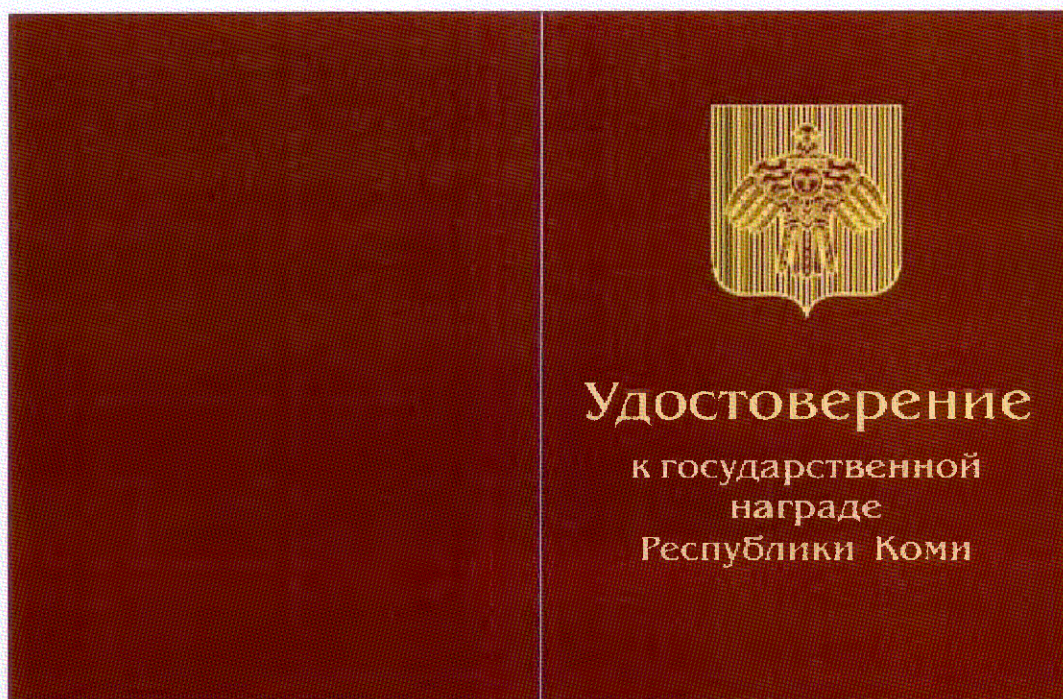 Удостоверение
к государственной
награде
Республики Коми